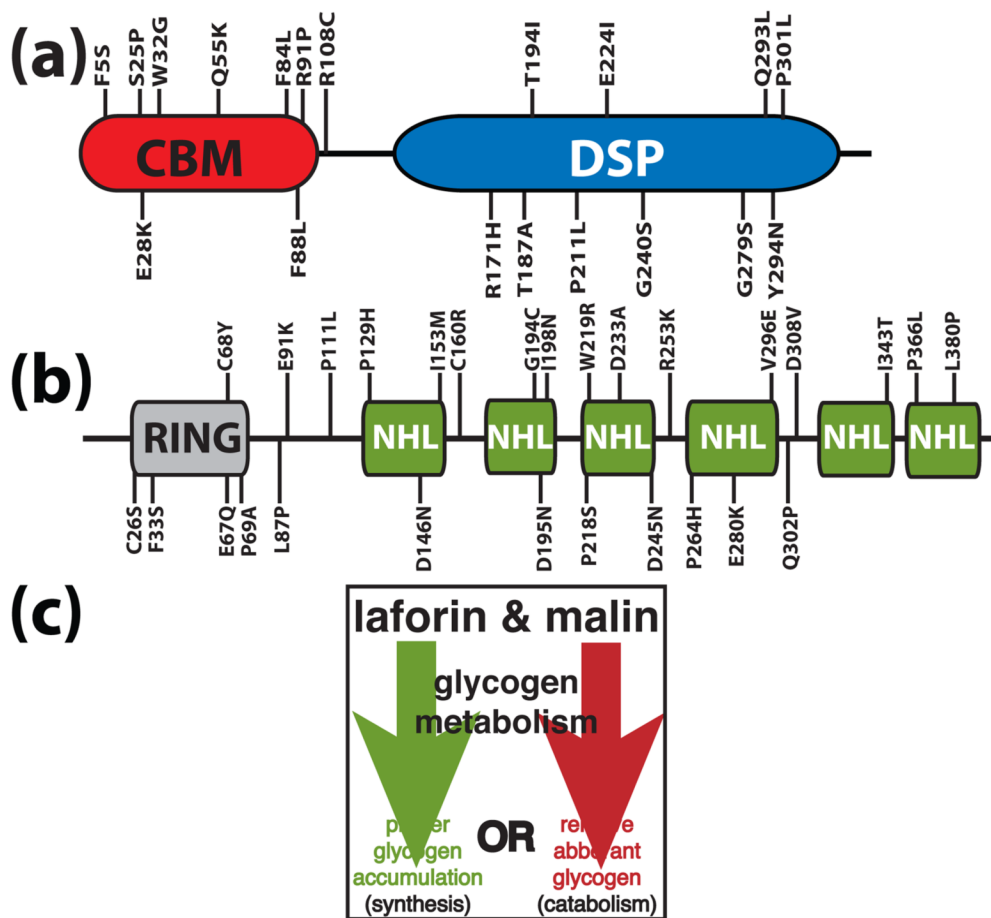 (a)
F5S
S25P
W32G
Q55K
F84L
R91P
R108C
T194I
E224I
Q293L
P301L
CBM
DSP
E28K
F88L
R171H
T187A
P211L
G240S
G279S
Y294N
(b)
C68Y
E91K
P111L
P129H
I153M
C160R
G194C
I198N
W219R
D233A
R253K
V296E
D308V
I343T
P366L
L380P
RING
NHL
NHL
NHL
NHL
NHL
NHL
C26S
F33S
E67Q
P69A
L87P
D146N
D195N
P218S
D245N
P264H
E280K
Q302P
(c)
laforin & malin
glycogen
metabolism
OR
glycogen
accumulation
(synthesis)
abberant
glycogen
(catabolism)